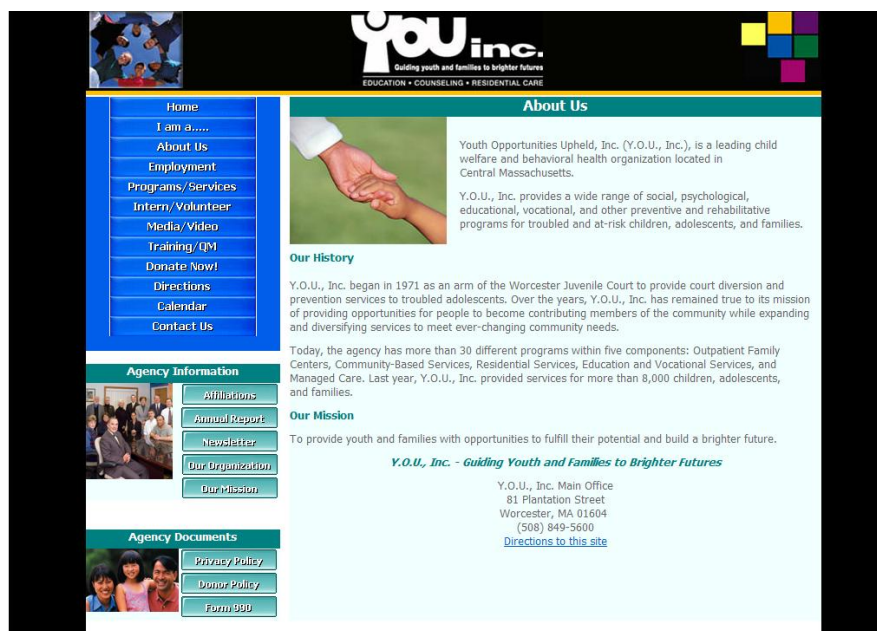 YOU inc.
Guiding youth and families to brighter futures
EDUCATION • COUNSELING • RESIDENTIAL CARE
Home
I am a.....
About Us
Employment
Programs/Services
Intern/Volunteer
Media/Video
Training/QM
Donate Now!
Directions
Calendar
Contact Us
Agency Information
Affiliations
Annual Report
Newsletter
Our Organization
Our Mission
Agency Documents
Privacy Policy
Donor Policy
Form 990
About Us
Youth Opportunities Upheld, Inc. (Y.O.U., Inc.), is a leading child
welfare and behavioral health organization located in
Central Massachusetts.
Y.O.U., Inc. provides a wide range of social, psychological,
educational, vocational, and other preventive and rehabilitative
programs for troubled and at-risk children, adolescents, and families.
Our History
Y.O.U., Inc. began in 1971 as an arm of the Worcester Juvenile Court to provide court diversion and
prevention services to troubled adolescents. Over the years, Y.O.U., Inc. has remained true to its mission
of providing opportunities for people to become contributing members of the community while expanding
and diversifying services to meet ever-changing community needs.
Today, the agency has more than 30 different programs within five components: Outpatient Family
Centers, Community-Based Services, Residential Services, Education and Vocational Services, and
Managed Care. Last year, Y.O.U., Inc. provided services for more than 8,000 children, adolescents,
and families.
Our Mission
To provide youth and families with opportunities to fulfill their potential and build a brighter future.
Y.O.U., Inc. - Guiding Youth and Families to Brighter Futures
Y.O.U., Inc. Main Office
81 Plantation Street
Worcester, MA 01604
(508) 849-5600
Directions to this site